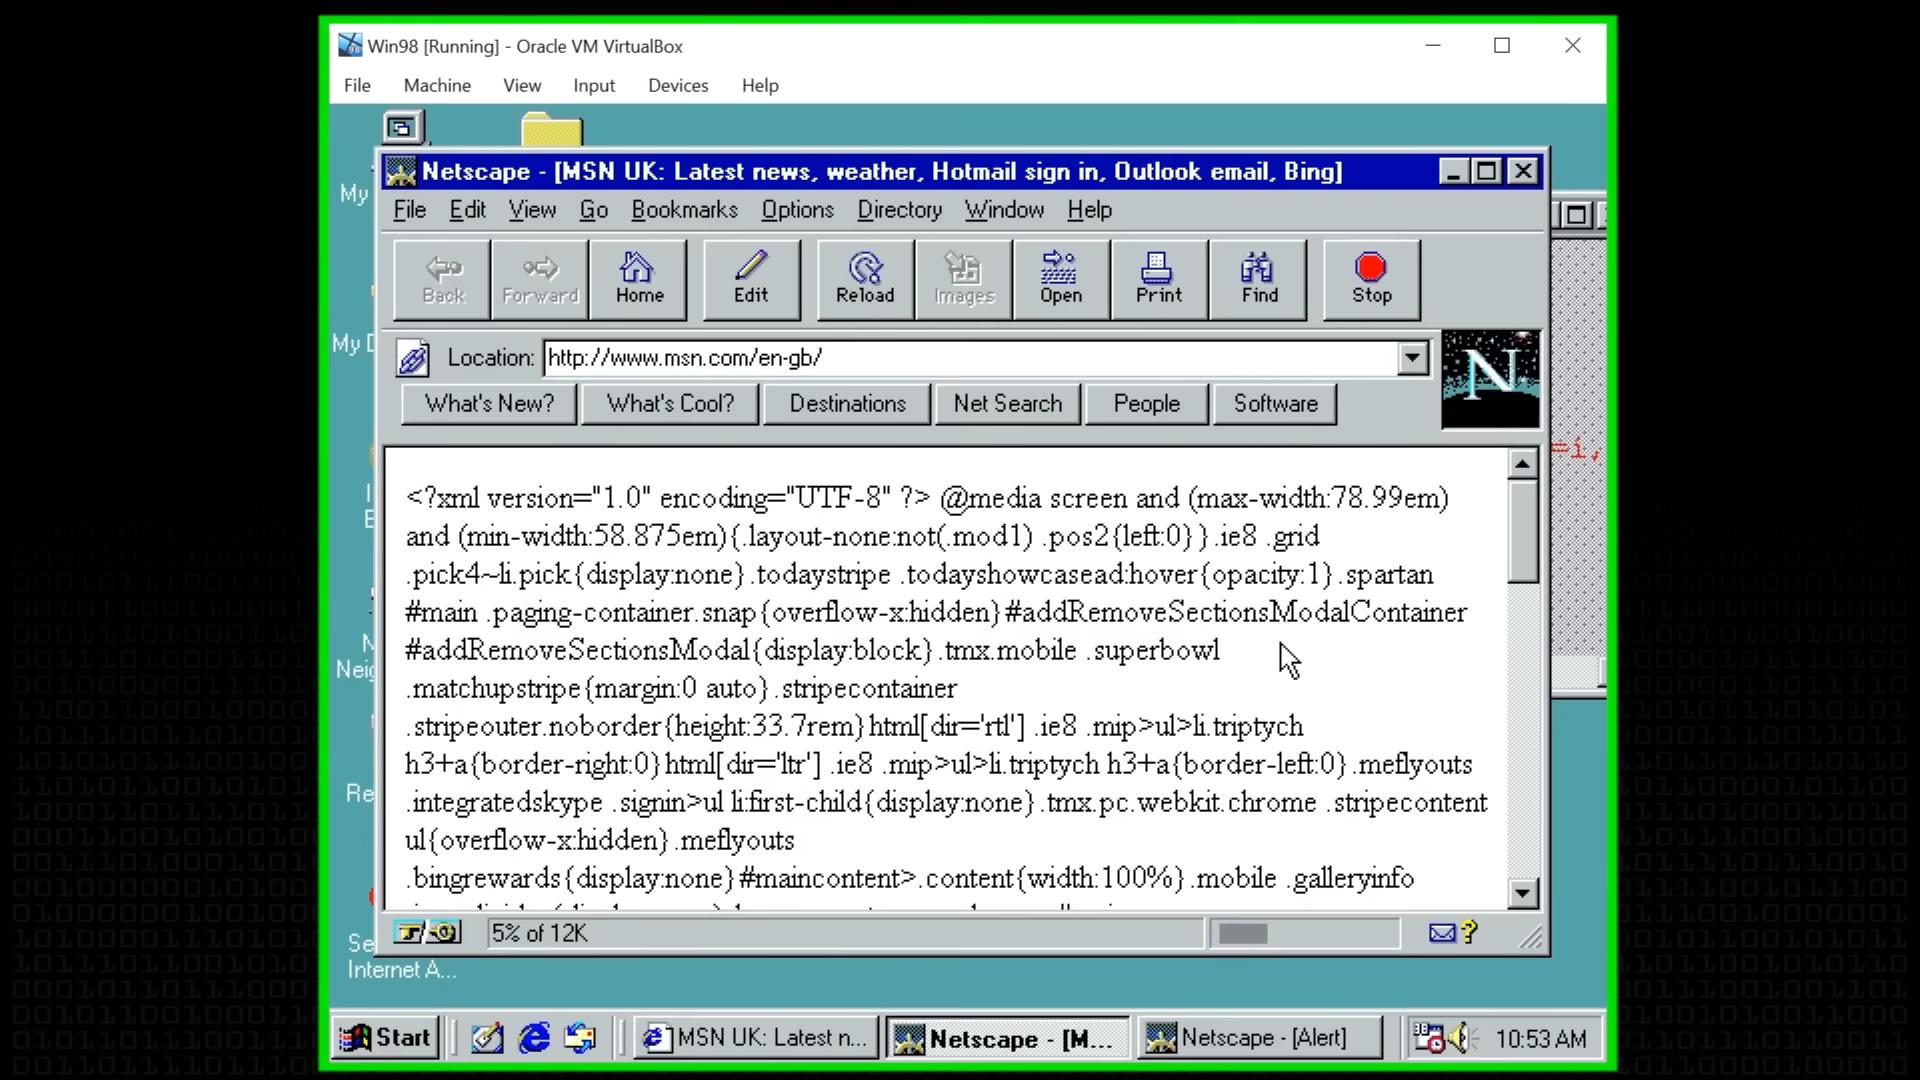 Win98 [Running] - Oracle VM VirtualBox
File Machine View Input Devices Help
My
Netscape - [MSN UK: Latest news, weather, Hotmail sign in, Outlook email, Bing]
File Edit View Go Bookmarks Options Directory Window Help
Back Forward Home Edit Reload Images Open Print Find Stop
My D
Location: http://www.msn.com/en-gb/
N
What's New? What's Cool? Destinations Net Search People Software
=i,
<?xml version="1.0" encoding="UTF-8" ?> @media screen and (max-width:78.99em)
and (min-width:58.875em){.layout-none:not(.mod1) .pos2{left:0}}.ie8 .grid
.pick4~li.pick{display:none}.todaystripe .todayshowcasead:hover{opacity:1}.spartan
#main .paging-container.snap{overflow-x:hidden}#addRemoveSectionsModalContainer
#addRemoveSectionsModal{display:block}.tmx.mobile .superbowl
.matchupstripe{margin:0 auto}.stripecontainer
.stripeouter.noborder{height:33.7rem}html[dir='rtl'] .ie8 .mip>ul>li.triptych
h3+a{border-right:0}html[dir='ltr'] .ie8 .mip>ul>li.triptych h3+a{border-left:0}.meflyouts
.integratedskype .signin>ul li:first-child{display:none}.tmx.pc.webkit.chrome .stripecontent
ul{overflow-x:hidden}.meflyouts
.bingrewards{display:none}#maincontent>.content{width:100%}.mobile .galleryinfo
Neig
Re
5% of 12K
Se
Internet A...
Start MSN UK: Latest n... Netscape - [M... Netscape - [Alert] 10:53 AM